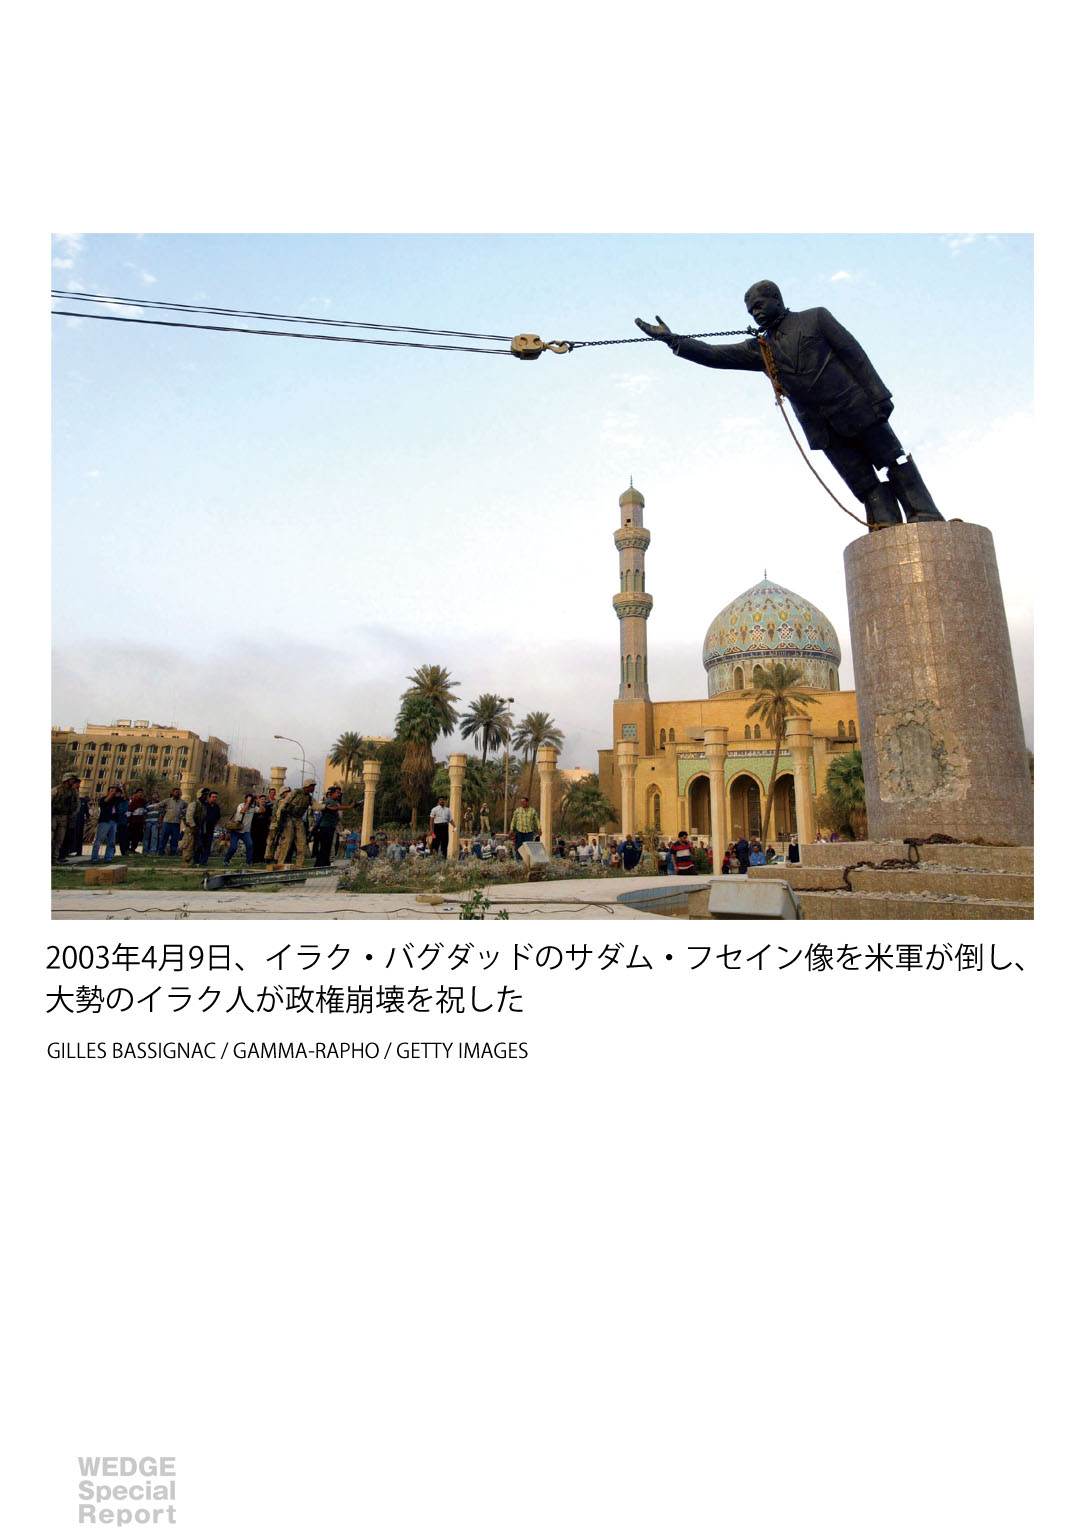 2003年4月9日、イラク・バグダッドのサダム・フセイン像を米軍が倒し、
大勢のイラク人が政権崩壊を祝した
GILLES BASSIGNAC / GAMMA-RAPHO / GETTY IMAGES
WEDGE
Special
Report